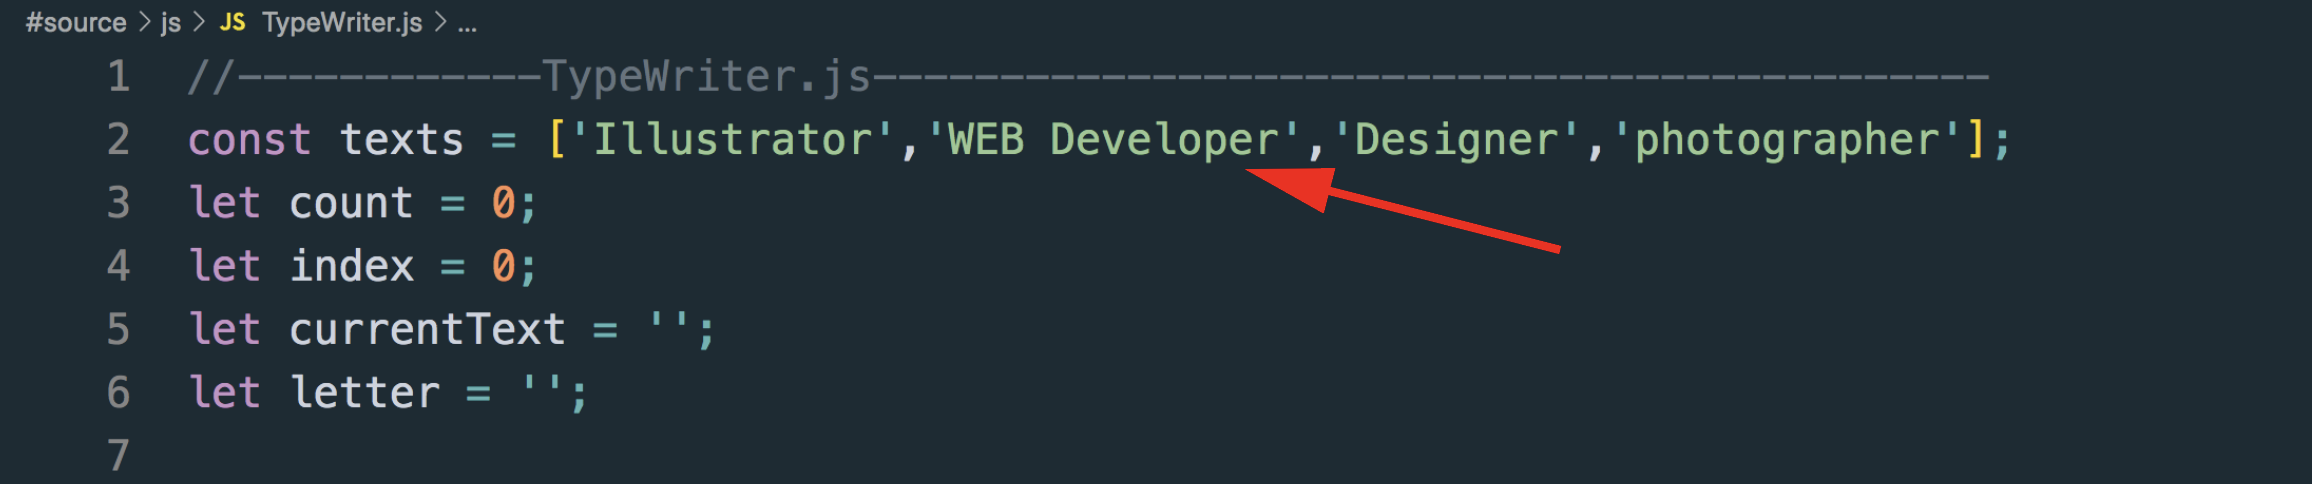 #source > js > JS TypeWriter.js > ...
1 //------------TypeWriter.js--------------------------------------------
2 const texts = ['Illustrator','WEB Developer','Designer','photographer'];
3 let count = 0;
4 let index = 0;
5 let currentText = '';
6 let letter = '';
7